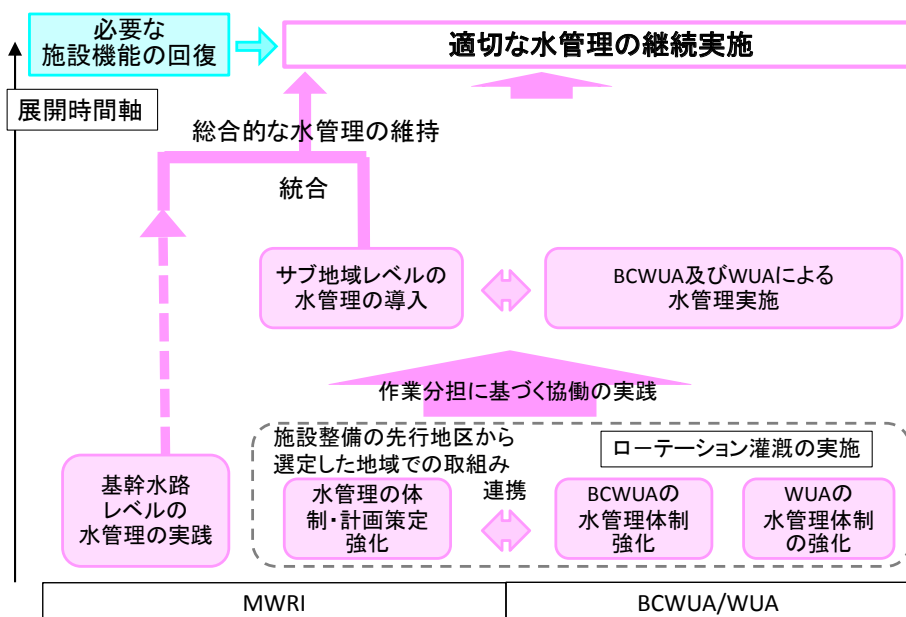 必要な
施設機能の回復
適切な水管理の継続実施
展開時間軸
総合的な水管理の維持
統合
サブ地域レベルの
水管理の導入
BCWUA及びWUAによる
水管理実施
作業分担に基づく協働の実践
施設整備の先行地区から
選定した地域での取組み
ローテーション灌漑の実施
連携
基幹水路
レベルの
水管理の実践
水管理の体
制・計画策定
強化
BCWUAの
水管理体制
強化
WUAの
水管理体制
の強化
MWRI
BCWUA/WUA